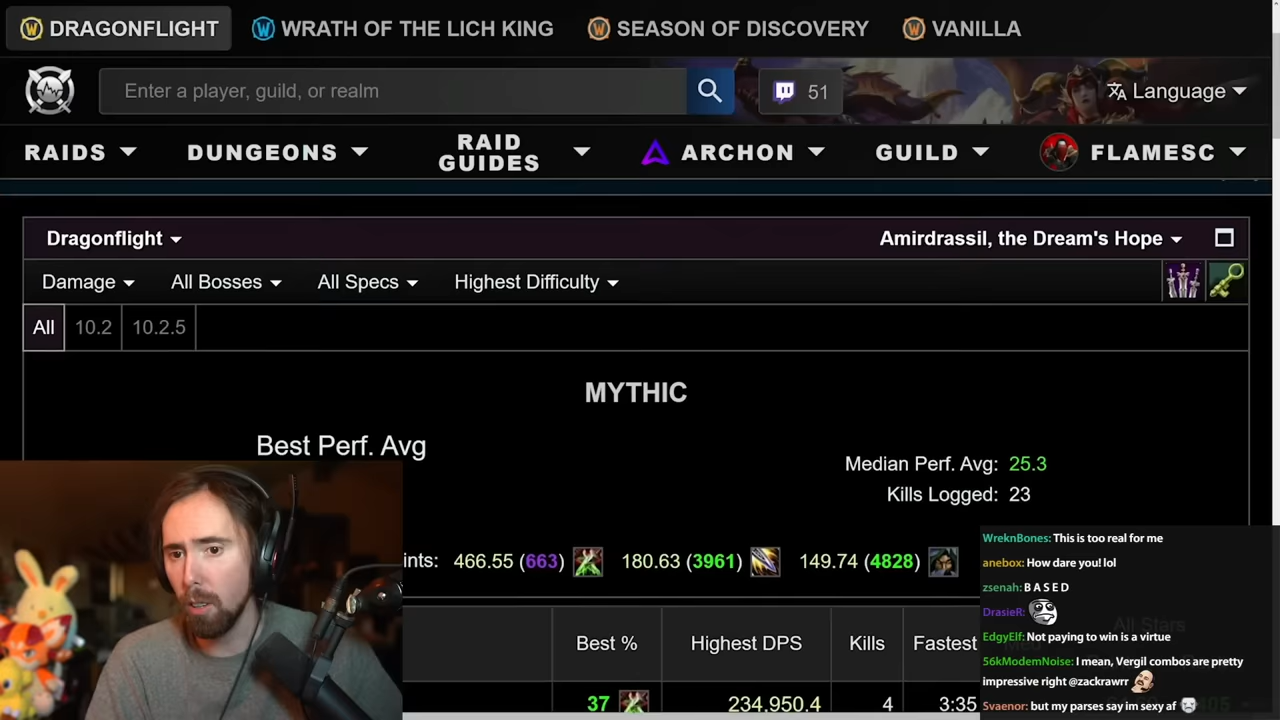 DRAGONFLIGHT WRATH OF THE LICH KING SEASON OF DISCOVERY VANILLA
Enter a player, guild, or realm 51 Language
RAIDS DUNGEONS RAID GUIDES ARCHON GUILD FLAMESC
Dragonflight Amirdrassil, the Dream's Hope
Damage All Bosses All Specs Highest Difficulty
All 10.2 10.2.5
MYTHIC
Best Perf. Avg
Median Perf. Avg: 25.3
Kills Logged: 23
ints: 466.55 (663) 180.63 (3961) 149.74 (4828)
Best % Highest DPS Kills Fastest
37 234,950.4 4 3:35
WreknBones: This is too real for me
anebox: How dare you! lol
zsenah: B A S E D
DrasieR:
EdgyElf: Not paying to win is a virtue
56kModemNoise: I mean, Vergil combos are pretty
impressive right @zackrawrr
Svaenor: but my parses say im sexy af
All Stars